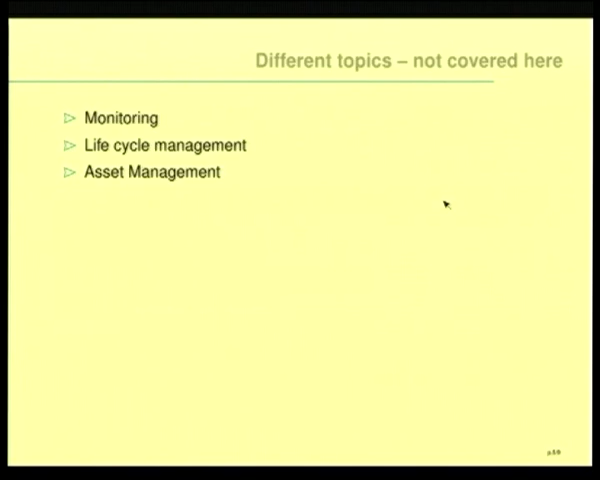 Different topics – not covered here
Monitoring
Life cycle management
Asset Management